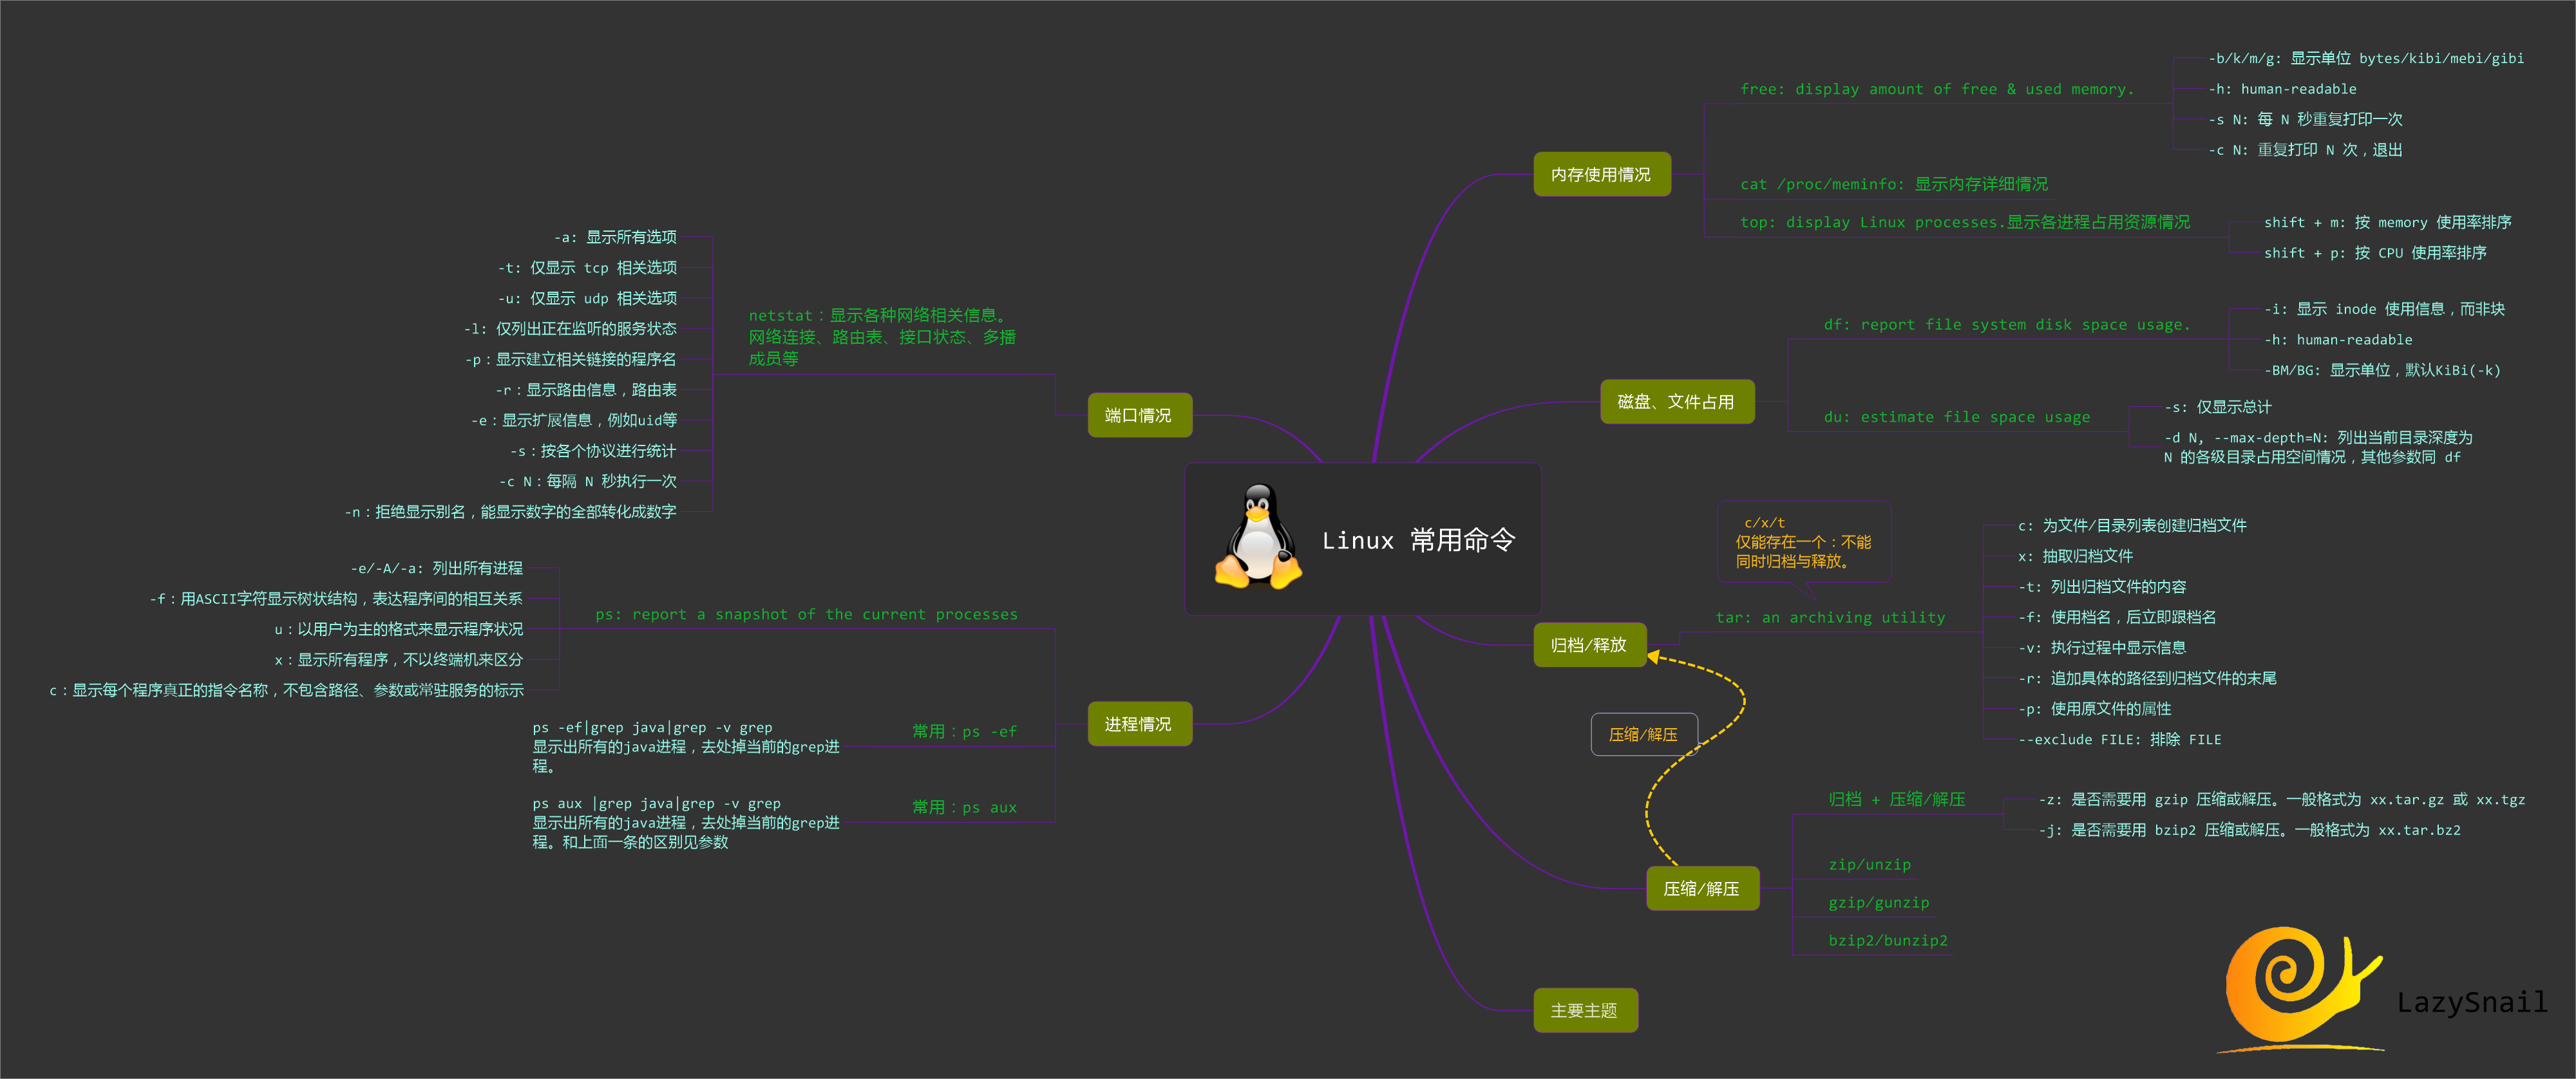 Linux 常用命令
内存使用情况
free: display amount of free & used memory.
-b/k/m/g: 显示单位 bytes/kibi/mebi/gibi
-h: human-readable
-s N: 每 N 秒重复打印一次
-c N: 重复打印 N 次，退出
cat /proc/meminfo: 显示内存详细情况
top: display Linux processes.显示各进程占用资源情况
shift + m: 按 memory 使用率排序
shift + p: 按 CPU 使用率排序
磁盘、文件占用
df: report file system disk space usage.
-i: 显示 inode 使用信息，而非块
-h: human-readable
-BM/BG: 显示单位，默认KiBi(-k)
du: estimate file space usage
-s: 仅显示总计
-d N, --max-depth=N: 列出当前目录深度为
N 的各级目录占用空间情况，其他参数同 df
归档/释放
c/x/t
仅能存在一个：不能
同时归档与释放。
tar: an archiving utility
c: 为文件/目录列表创建归档文件
x: 抽取归档文件
-t: 列出归档文件的内容
-f: 使用档名，后立即跟档名
-v: 执行过程中显示信息
-r: 追加具体的路径到归档文件的末尾
-p: 使用原文件的属性
--exclude FILE: 排除 FILE
压缩/解压
压缩/解压
归档 + 压缩/解压
-z: 是否需要用 gzip 压缩或解压。一般格式为 xx.tar.gz 或 xx.tgz
-j: 是否需要用 bzip2 压缩或解压。一般格式为 xx.tar.bz2
zip/unzip
gzip/gunzip
bzip2/bunzip2
主要主题
端口情况
netstat：显示各种网络相关信息。
网络连接、路由表、接口状态、多播
成员等
-a: 显示所有选项
-t: 仅显示 tcp 相关选项
-u: 仅显示 udp 相关选项
-l: 仅列出正在监听的服务状态
-p：显示建立相关链接的程序名
-r：显示路由信息，路由表
-e：显示扩展信息，例如uid等
-s：按各个协议进行统计
-c N：每隔 N 秒执行一次
-n：拒绝显示别名，能显示数字的全部转化成数字
进程情况
ps: report a snapshot of the current processes
-e/-A/-a: 列出所有进程
-f：用ASCII字符显示树状结构，表达程序间的相互关系
u：以用户为主的格式来显示程序状况
x：显示所有程序，不以终端机来区分
c：显示每个程序真正的指令名称，不包含路径、参数或常驻服务的标示
常用：ps -ef
ps -ef|grep java|grep -v grep
显示出所有的java进程，去处掉当前的grep进
程。
常用：ps aux
ps aux |grep java|grep -v grep
显示出所有的java进程，去处掉当前的grep进
程。和上面一条的区别见参数
LazySnail